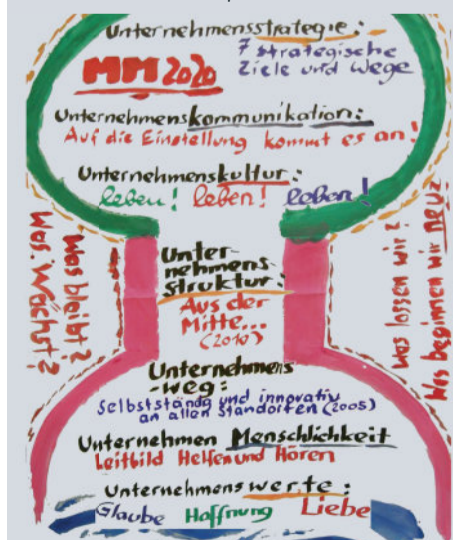 Unternehmensstrategie:
7 strategische
Ziele und Wege
MM 2020
Unternehmenskommunikation:
Auf die Einstellung kommt es an!
Unternehmenskultur:
leben! leben! leben!
Was bleibt?
Was wächst?
Unter-
nehmens-
struktur:
Aus der
Mitte...
(2010)
Was lassen wir?
Was beginnen wir neu?
Unternehmens
-weg:
Selbstständig und innovativ
an allen Standorten (2005)
Unternehmen Menschlichkeit
Leitbild Helfen und Hören
Unternehmenswerte:
Glaube Hoffnung Liebe